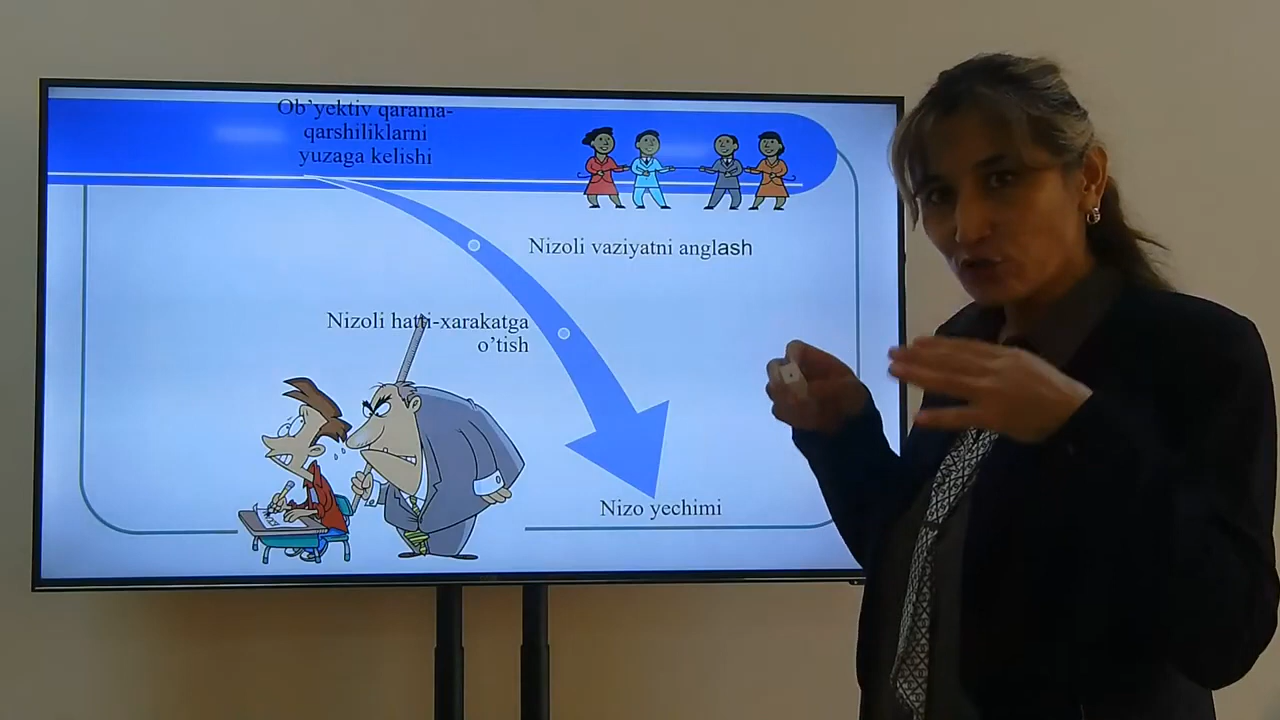 Ob’yektiv qarama-
qarshiliklarni
yuzaga kelishi
Nizoli vaziyatni anglash
Nizoli hatti-xarakatga
o’tish
Nizo yechimi